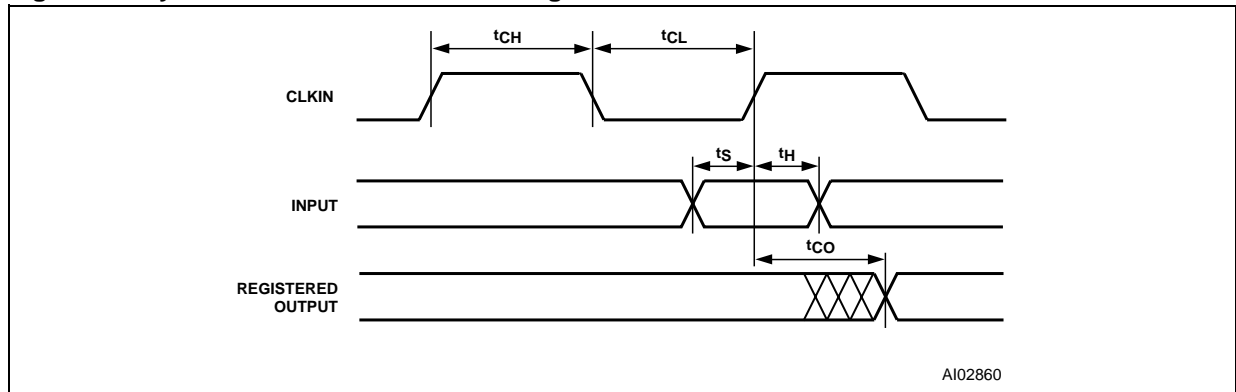 tCH
tCL
CLKIN
tS
tH
INPUT
tCO
REGISTERED
OUTPUT
AI02860